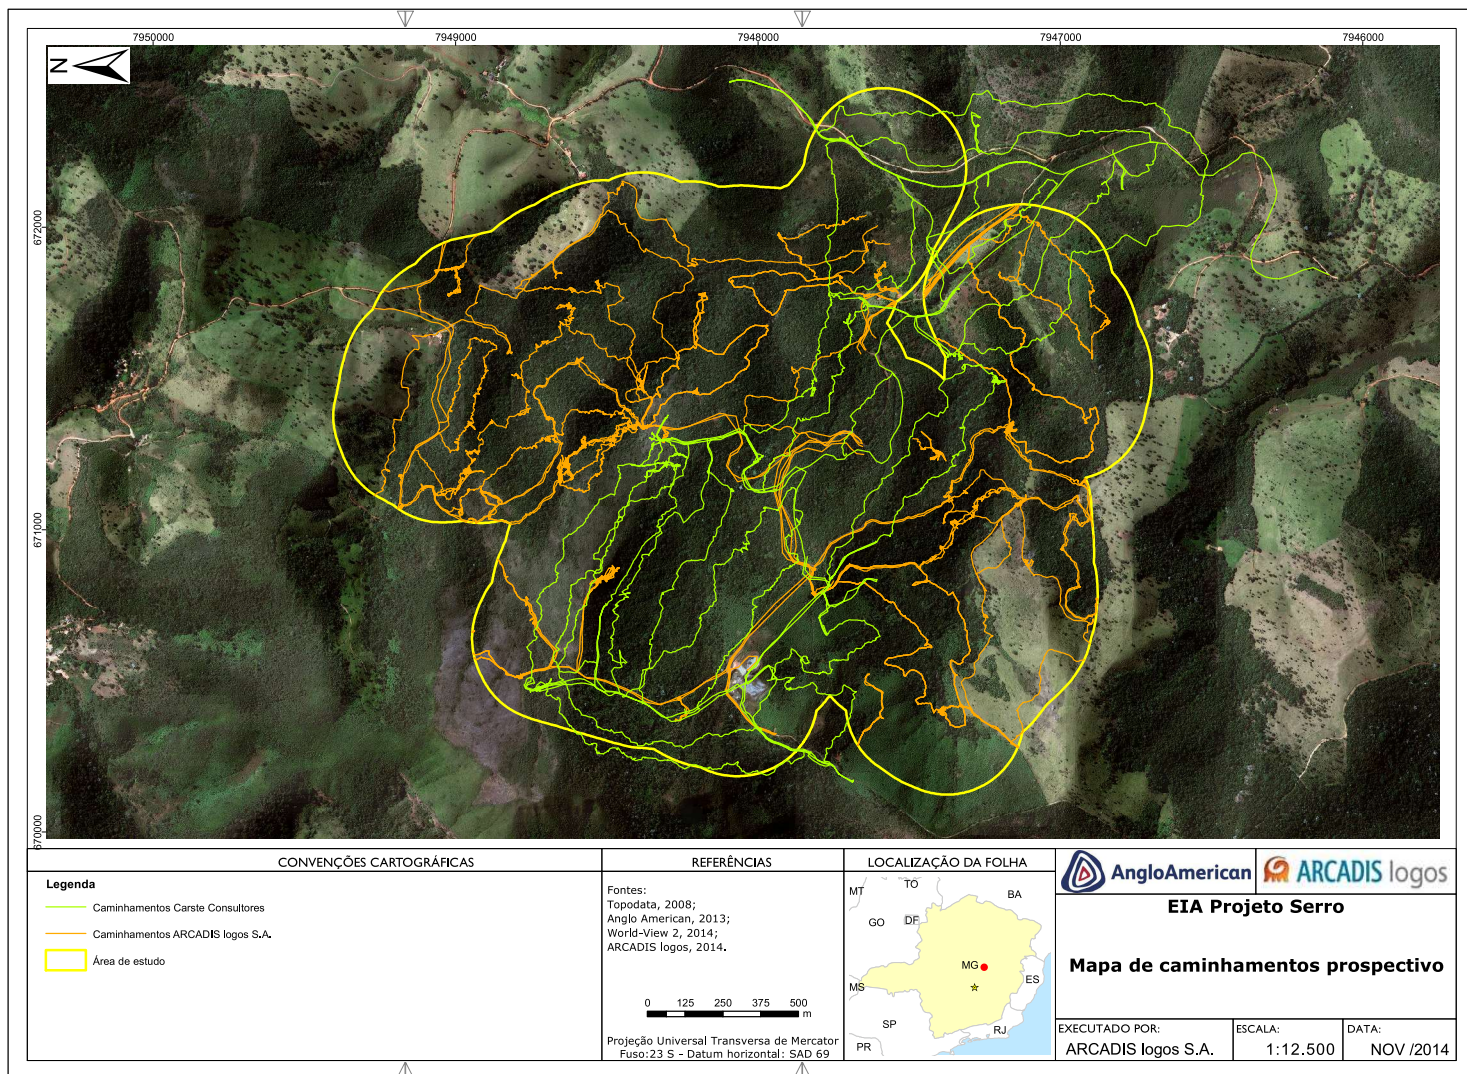 7950000 7949000 7948000 7947000 7946000
N
672000
671000
670000
CONVENÇÕES CARTOGRÁFICAS
Legenda
Caminhamentos Carste Consultores
Caminhamentos ARCADIS logos S.A.
Área de estudo
REFERÊNCIAS
Fontes:
Topodata, 2008;
Anglo American, 2013;
World-View 2, 2014;
ARCADIS logos, 2014.
0 125 250 375 500
m
Projeção Universal Transversa de Mercator
Fuso:23 S - Datum horizontal: SAD 69
LOCALIZAÇÃO DA FOLHA
MT TO BA
GO DF
MG
MS ES
SP RJ
PR
AngloAmerican
ARCADIS logos
EIA Projeto Serro
Mapa de caminhamentos prospectivo
EXECUTADO POR:
ARCADIS logos S.A.
ESCALA:
1:12.500
DATA:
NOV /2014